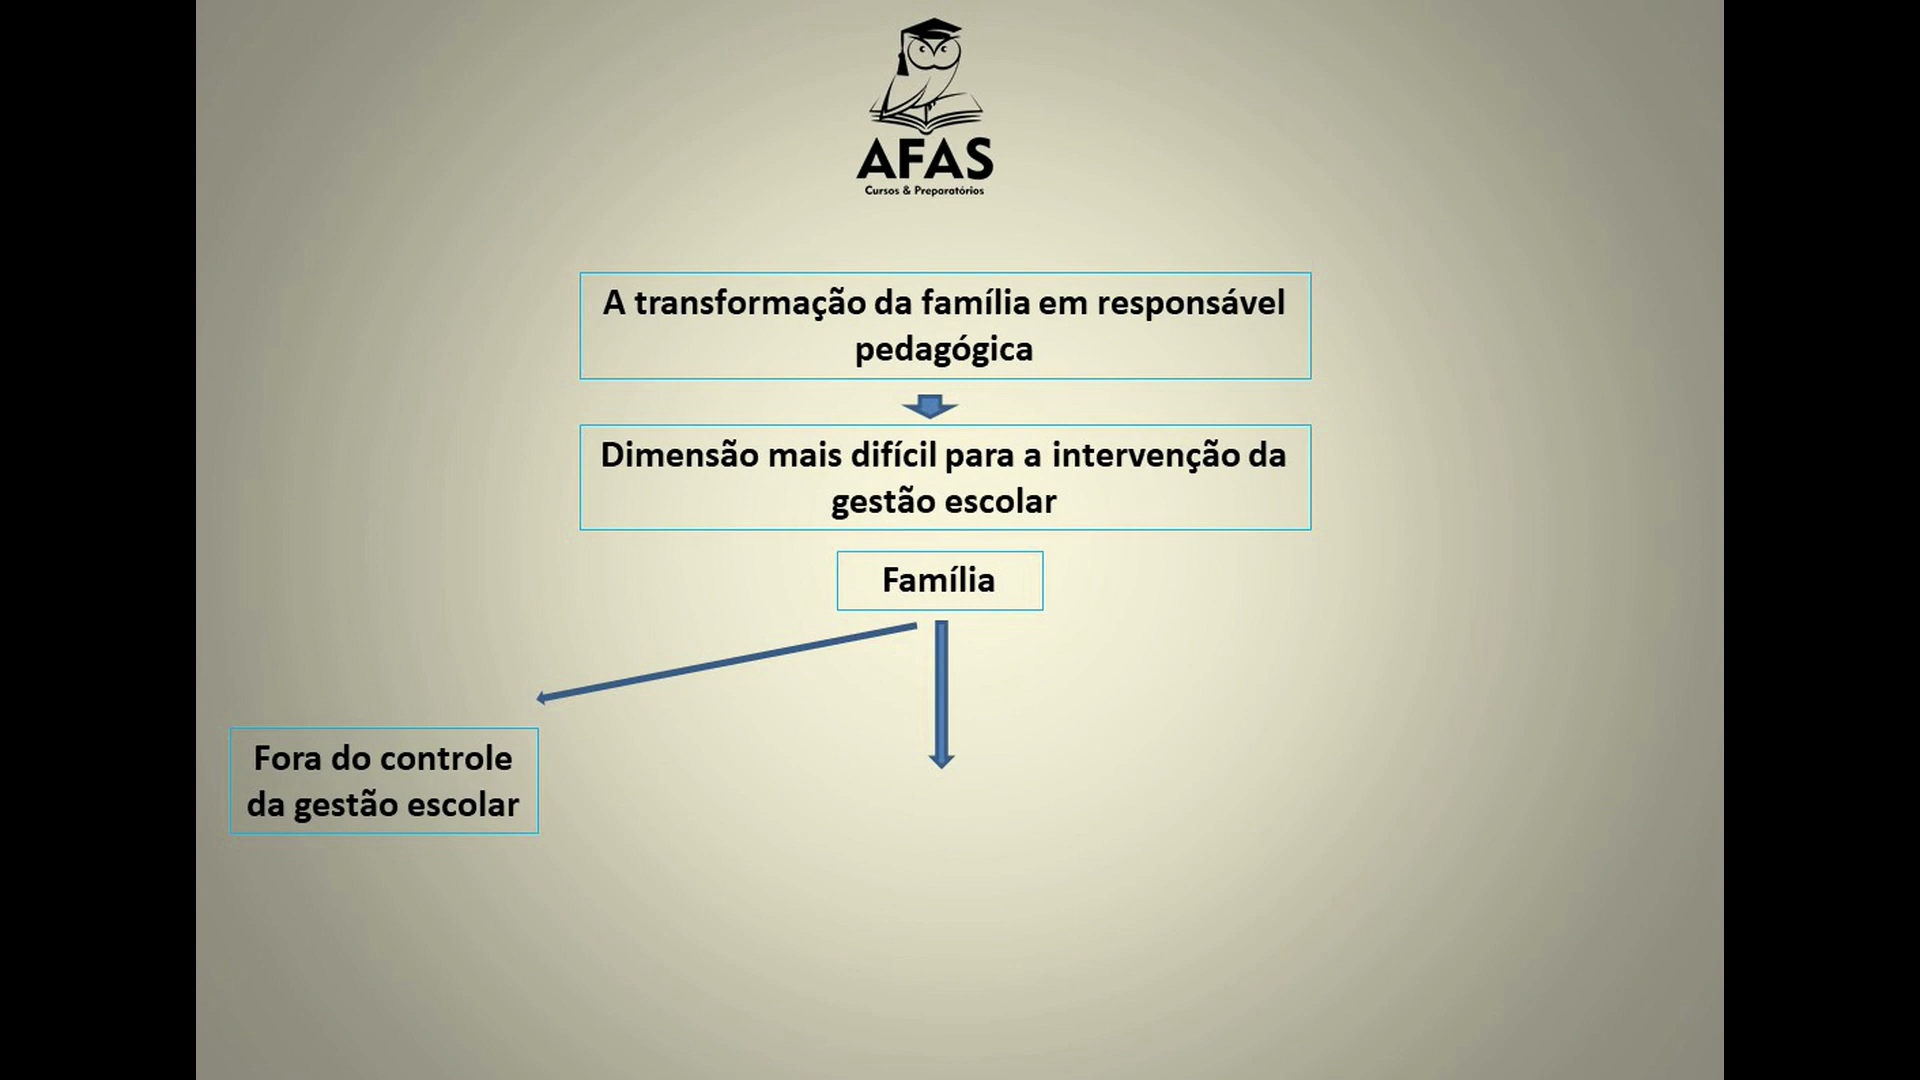 AFAS
Cursos & Preparatórios
A transformação da família em responsável
pedagógica
Dimensão mais difícil para a intervenção da
gestão escolar
Família
Fora do controle
da gestão escolar